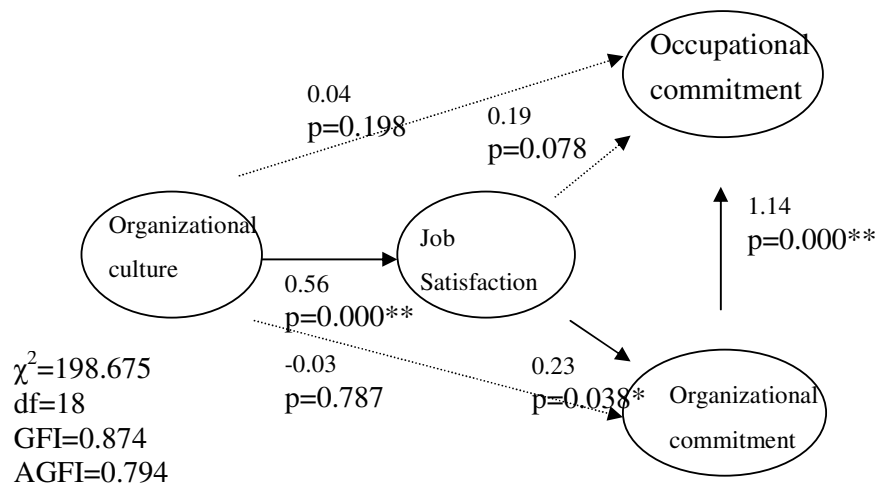 Occupational
commitment
0.04
p=0.198
0.19
p=0.078
Organizational
culture
Job
Satisfaction
1.14
p=0.000**
0.56
p=0.000**
-0.03
p=0.787
0.23
p=0.038*
Organizational
commitment
χ²=198.675
df=18
GFI=0.874
AGFI=0.794